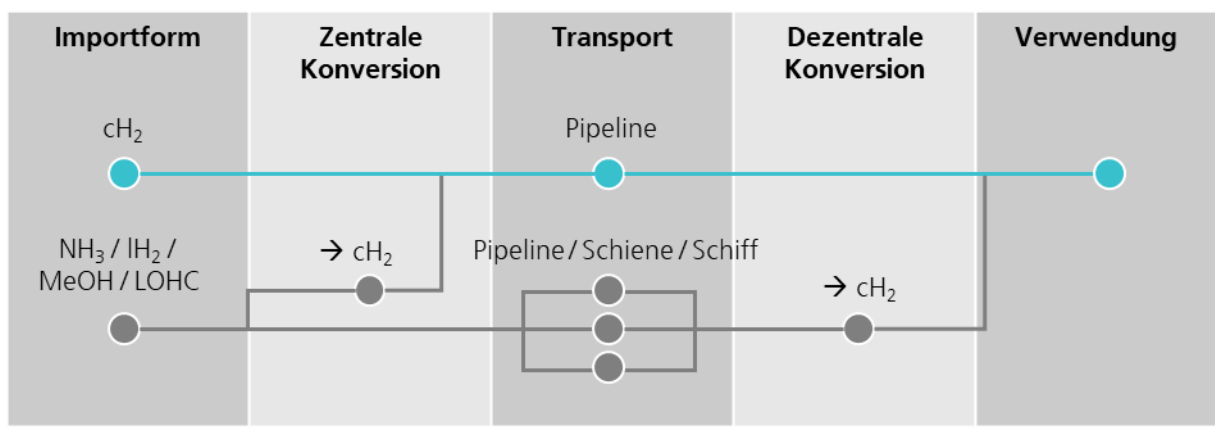 Importform
Zentrale
Konversion
Transport
Dezentrale
Konversion
Verwendung
cH₂
Pipeline
NH₃ / lH₂ /
MeOH / LOHC
→ cH₂
Pipeline / Schiene / Schiff
→ cH₂